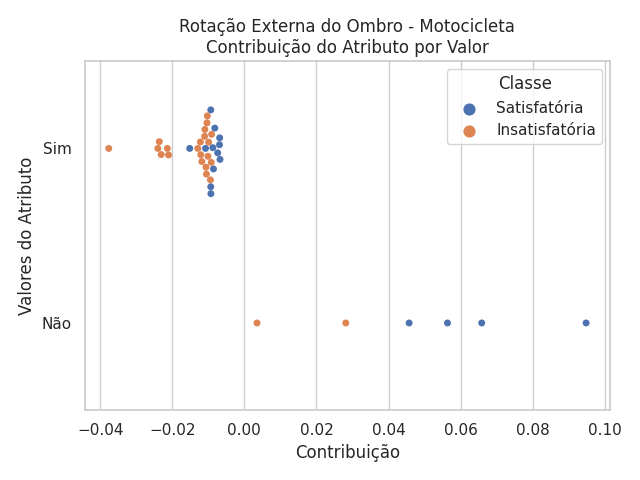 Rotação Externa do Ombro - Motocicleta
Contribuição do Atributo por Valor
Classe
Satisfatória
Insatisfatória
Valores do Atributo
Sim
Não
−0.04 −0.02 0.00 0.02 0.04 0.06 0.08 0.10
Contribuição